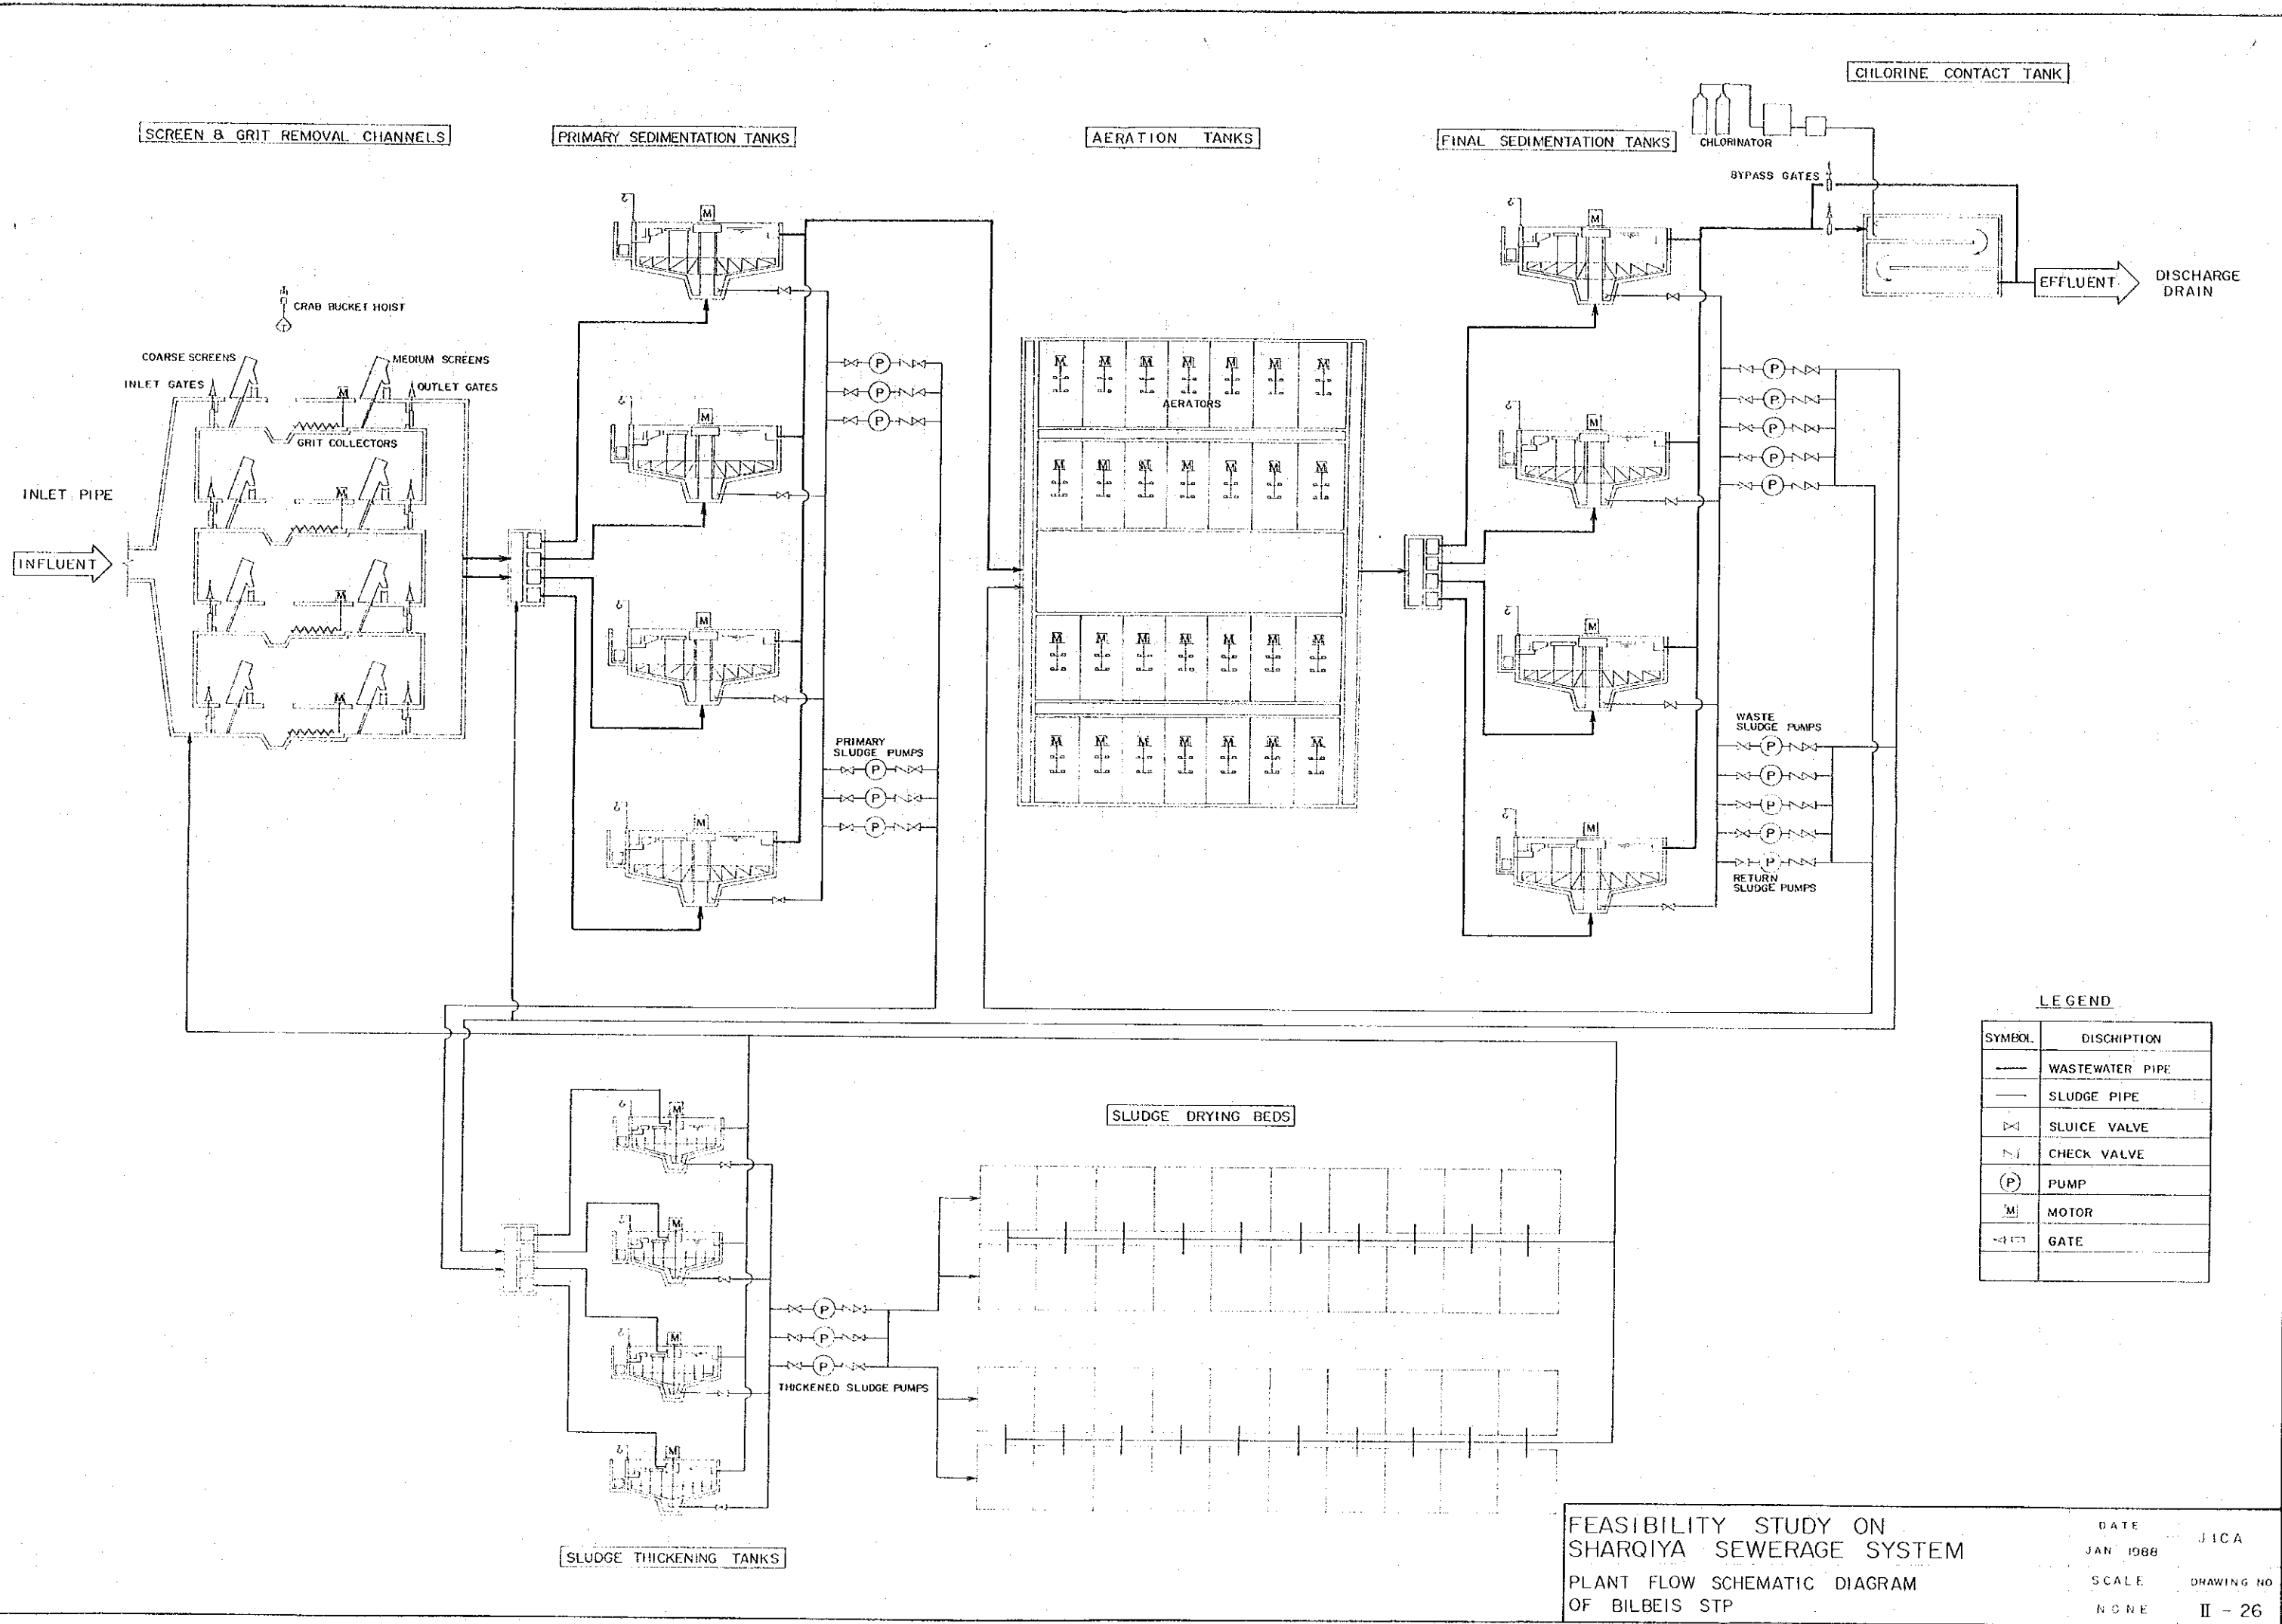 CHLORINE CONTACT TANK
SCREEN & GRIT REMOVAL CHANNELS
PRIMARY SEDIMENTATION TANKS
AERATION TANKS
FINAL SEDIMENTATION TANKS
CHLORINATOR
BYPASS GATES
EFFLUENT
DISCHARGE
DRAIN
CRAB BUCKET HOIST
COARSE SCREENS
MEDIUM SCREENS
INLET GATES
OUTLET GATES
GRIT COLLECTORS
AERATORS
INLET PIPE
INFLUENT
PRIMARY
SLUDGE PUMPS
WASTE
SLUDGE PUMPS
RETURN
SLUDGE PUMPS
LEGEND
SYMBOL DISCRIPTION
WASTEWATER PIPE
SLUDGE PIPE
SLUICE VALVE
CHECK VALVE
P PUMP
M MOTOR
GATE
SLUDGE DRYING BEDS
THICKENED SLUDGE PUMPS
SLUDGE THICKENING TANKS
FEASIBILITY STUDY ON
SHARQIYA SEWERAGE SYSTEM
PLANT FLOW SCHEMATIC DIAGRAM
OF BILBEIS STP
DATE
JAN 1988
JICA
SCALE
NONE
DRAWING NO
II - 26